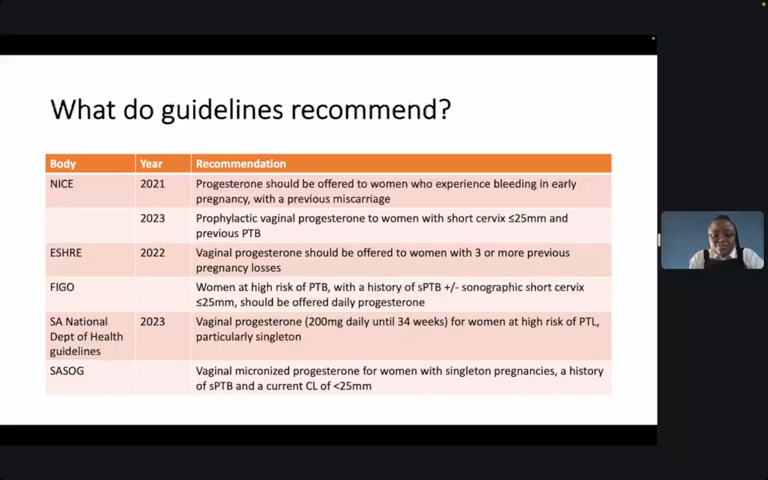 What do guidelines recommend?
Body Year Recommendation
NICE 2021 Progesterone should be offered to women who experience bleeding in early
pregnancy, with a previous miscarriage
2023 Prophylactic vaginal progesterone to women with short cervix ≤25mm and
previous PTB
ESHRE 2022 Vaginal progesterone should be offered to women with 3 or more previous
pregnancy losses
FIGO Women at high risk of PTB, with a history of sPTB +/- sonographic short cervix
≤25mm, should be offered daily progesterone
SA National 2023 Vaginal progesterone (200mg daily until 34 weeks) for women at high risk of PTL,
Dept of Health particularly singleton
guidelines
SASOG Vaginal micronized progesterone for women with singleton pregnancies, a history
of sPTB and a current CL of <25mm